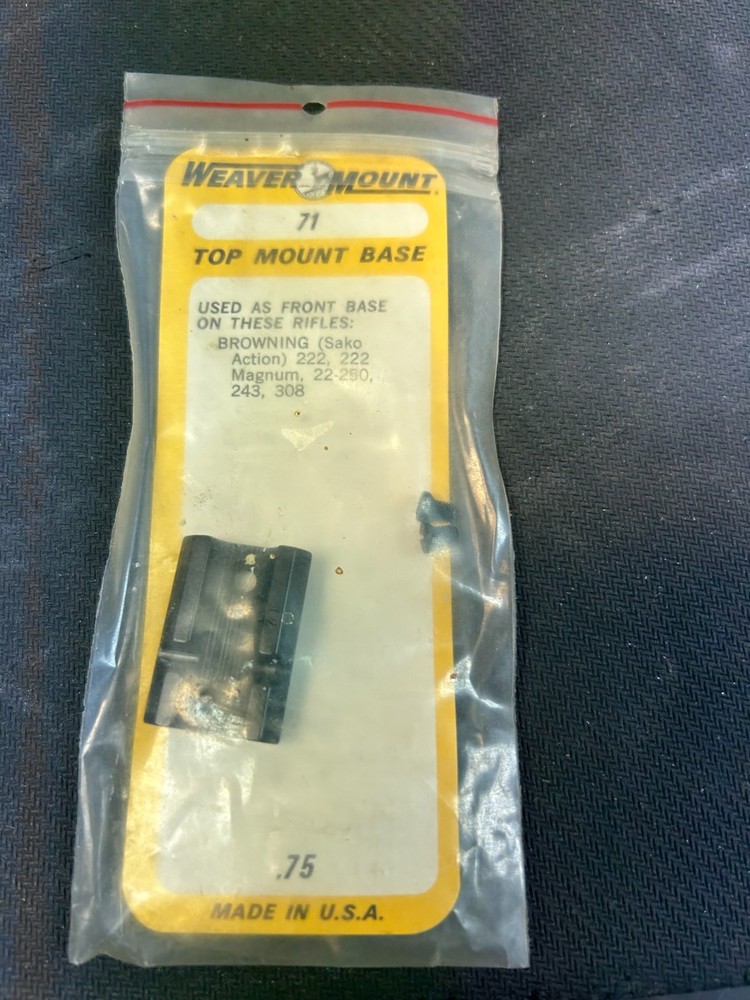 WEAVER MOUNT
71
TOP MOUNT BASE
USED AS FRONT BASE
ON THESE RIFLES:
BROWNING (Sako
Action) 222, 222
Magnum, 22-250,
243, 308
.75
MADE IN U.S.A.